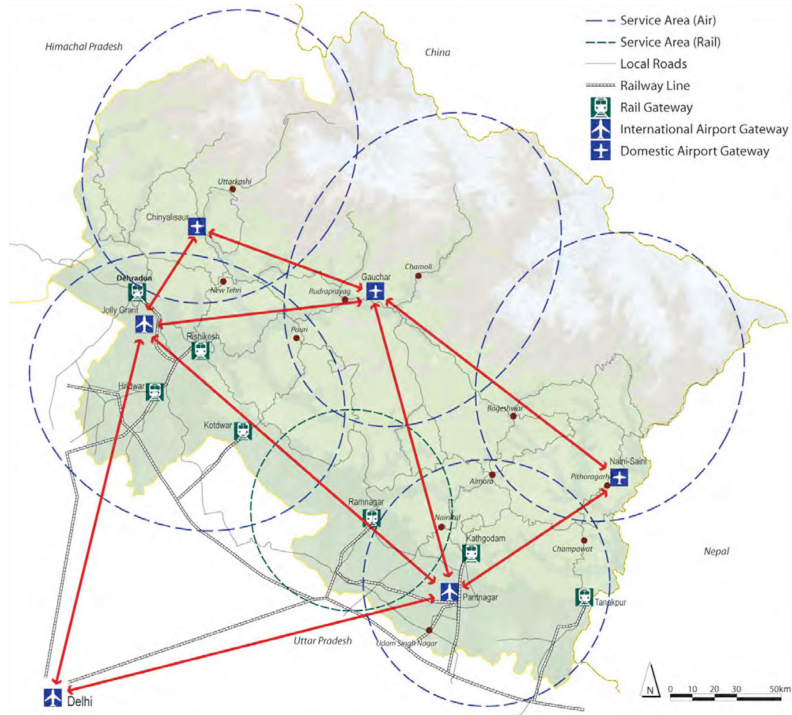 Himachal Pradesh
China
Service Area (Air)
Service Area (Rail)
Local Roads
Railway Line
Rail Gateway
International Airport Gateway
Domestic Airport Gateway
Uttarkashi
Chinyalisaur
Gauchar
Chamoli
Dehradun
New Tehri
Rudraprayag
Jolly Grant
Pauri
Rishikesh
Haridwar
Bageshwar
Kotdwar
Naini-Saini
Pithoragarh
Almora
Ramnagar
Nainital
Kathgodam
Champawat
Nepal
Pantnagar
Tanakpur
Uttar Pradesh
Udam Singh Nagar
Delhi
N
0 10 20 30 50km